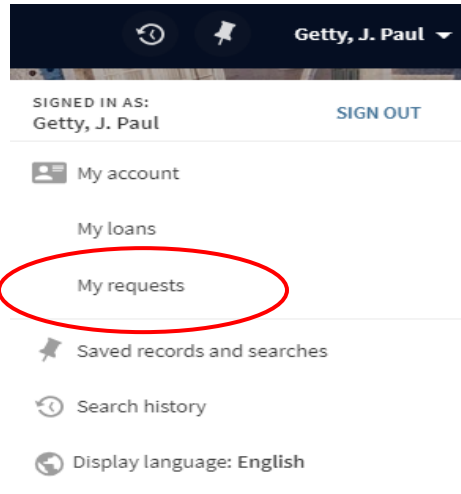 Getty, J. Paul
SIGNED IN AS:
Getty, J. Paul
SIGN OUT
My account
My loans
My requests
Saved records and searches
Search history
Display language: English